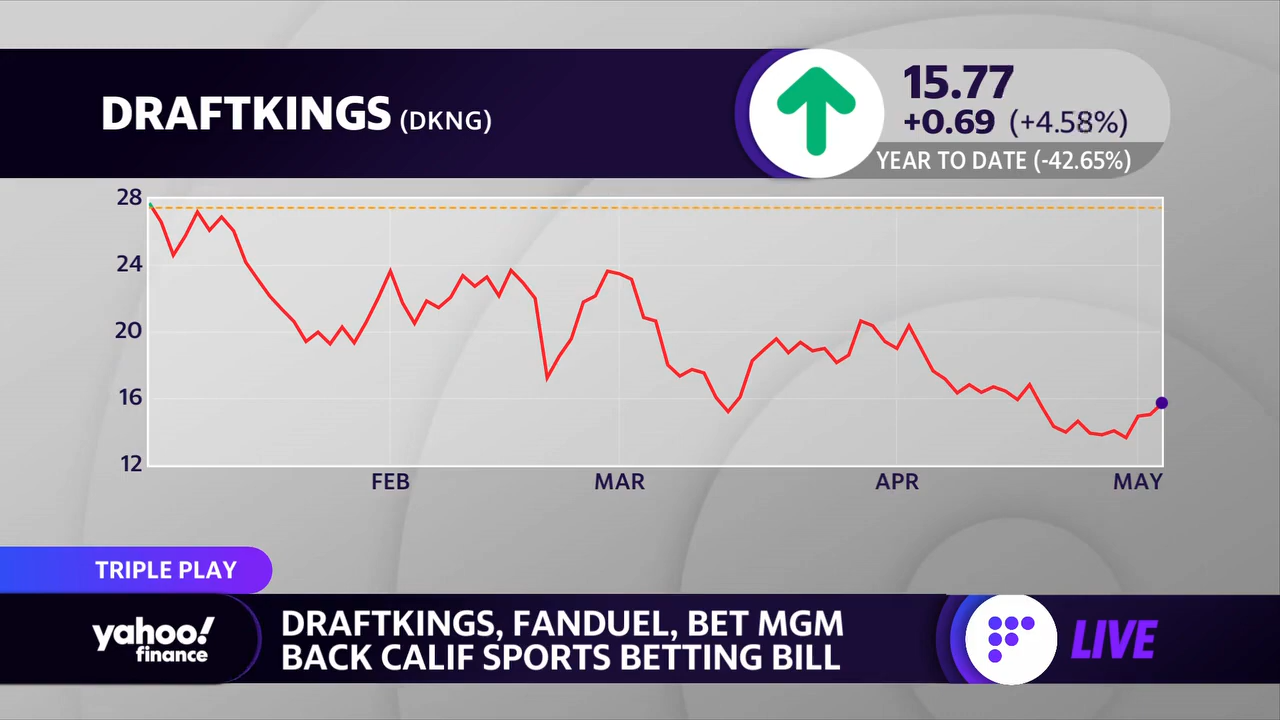 DRAFTKINGS (DKNG)
15.77
+0.69 (+4.58%)
YEAR TO DATE (-42.65%)
28
24
20
16
12
FEB MAR APR MAY
TRIPLE PLAY
yahoo!
finance
DRAFTKINGS, FANDUEL, BET MGM
BACK CALIF SPORTS BETTING BILL
LIVE